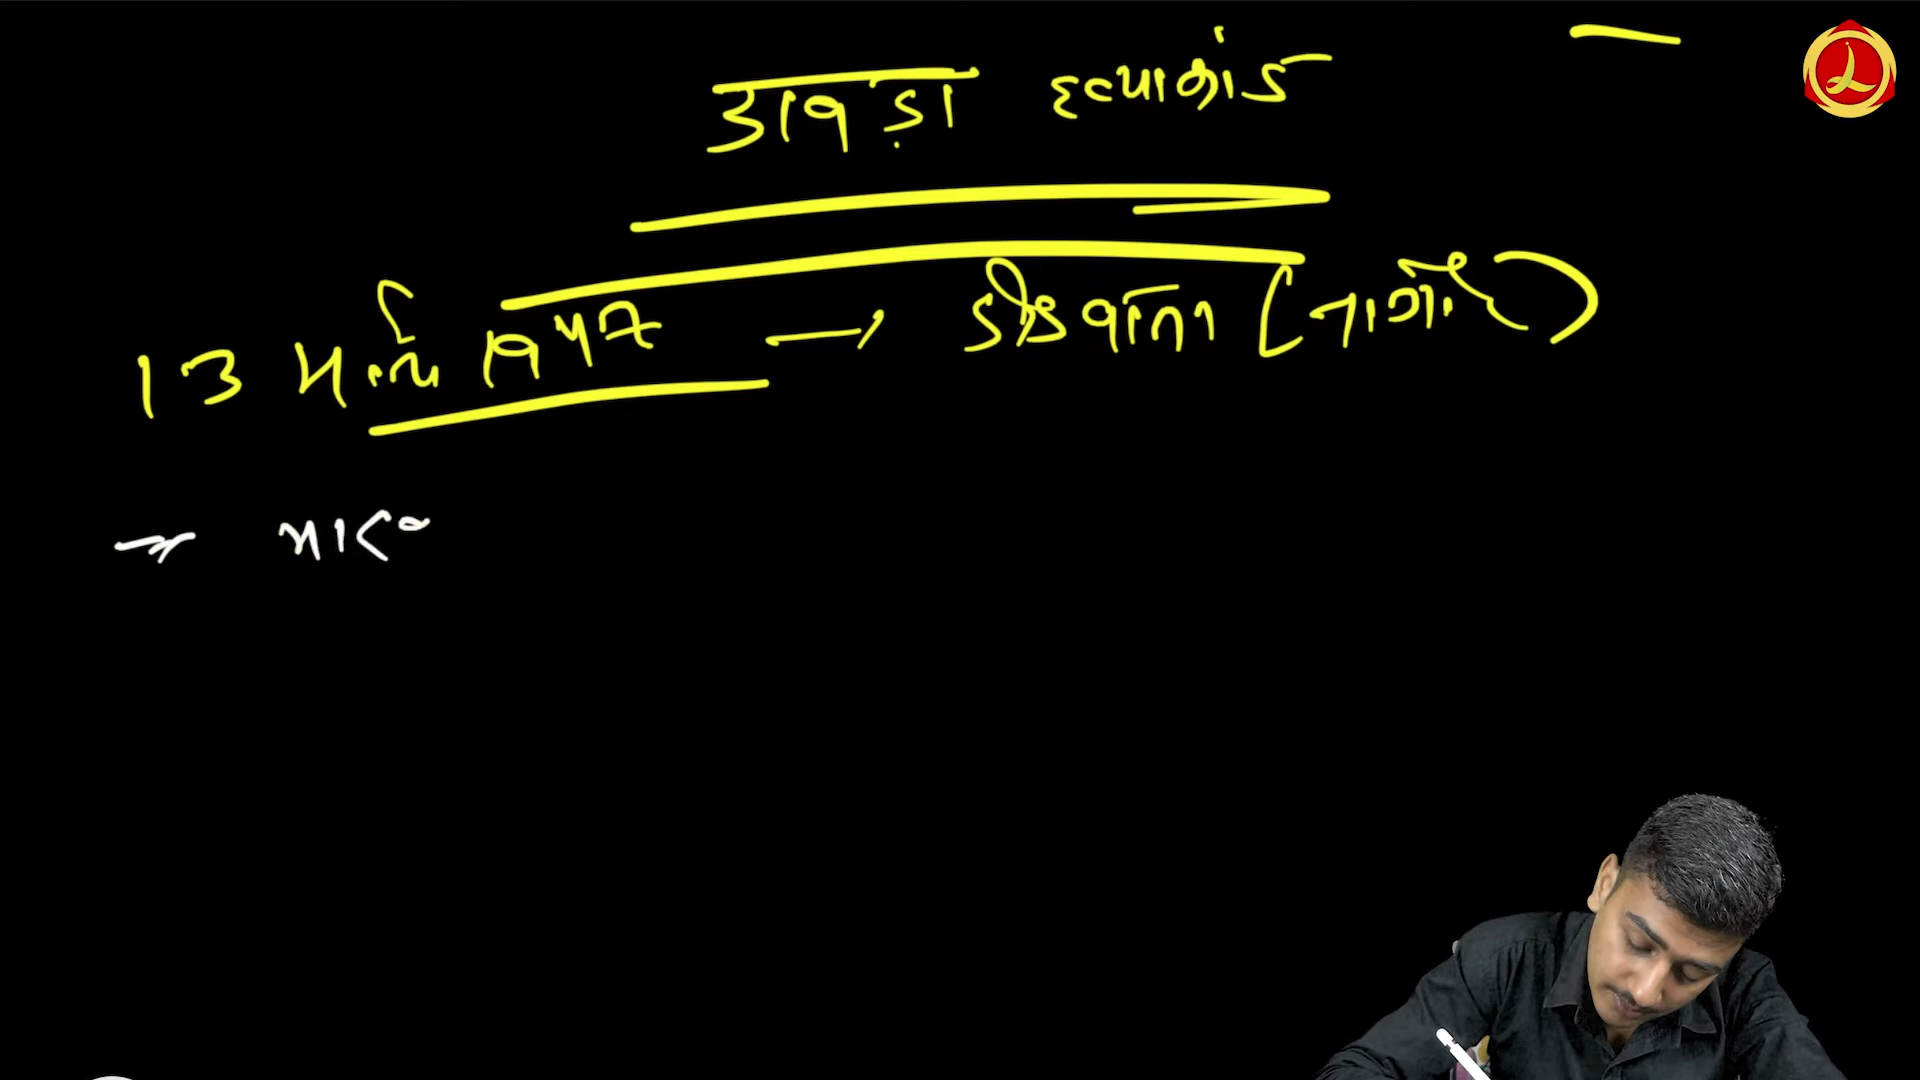 डाबड़ा हत्याकांड
13 मार्च 1947 → डीडवाना (नागौर)
→ मार